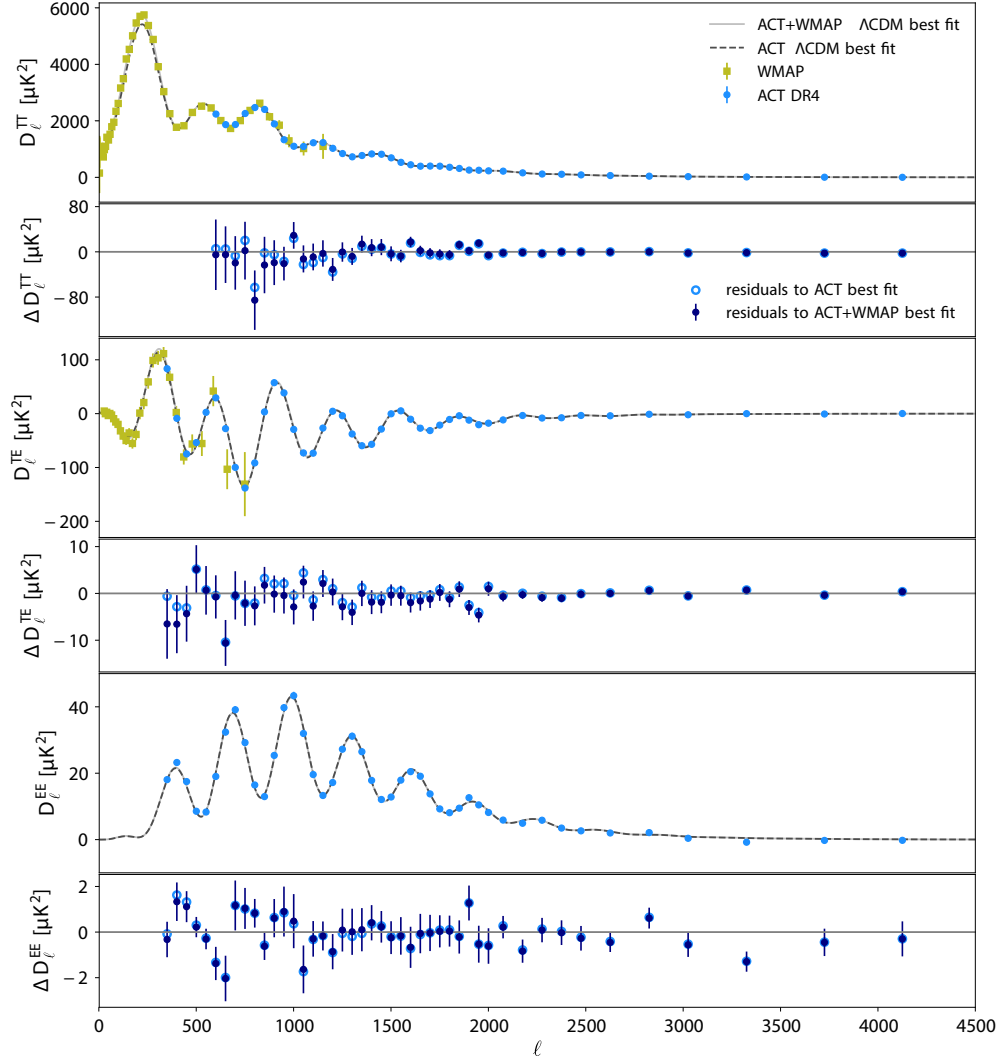 6000
4000
2000
0
D_ℓ^TT [μK²]
ACT+WMAP ΛCDM best fit
ACT ΛCDM best fit
WMAP
ACT DR4
80
0
−80
Δ D_ℓ^TT [μK²]
residuals to ACT best fit
residuals to ACT+WMAP best fit
100
0
−100
−200
D_ℓ^TE [μK²]
10
0
−10
Δ D_ℓ^TE [μK²]
40
20
0
D_ℓ^EE [μK²]
2
0
−2
Δ D_ℓ^EE [μK²]
0 500 1000 1500 2000 2500 3000 3500 4000 4500
ℓ